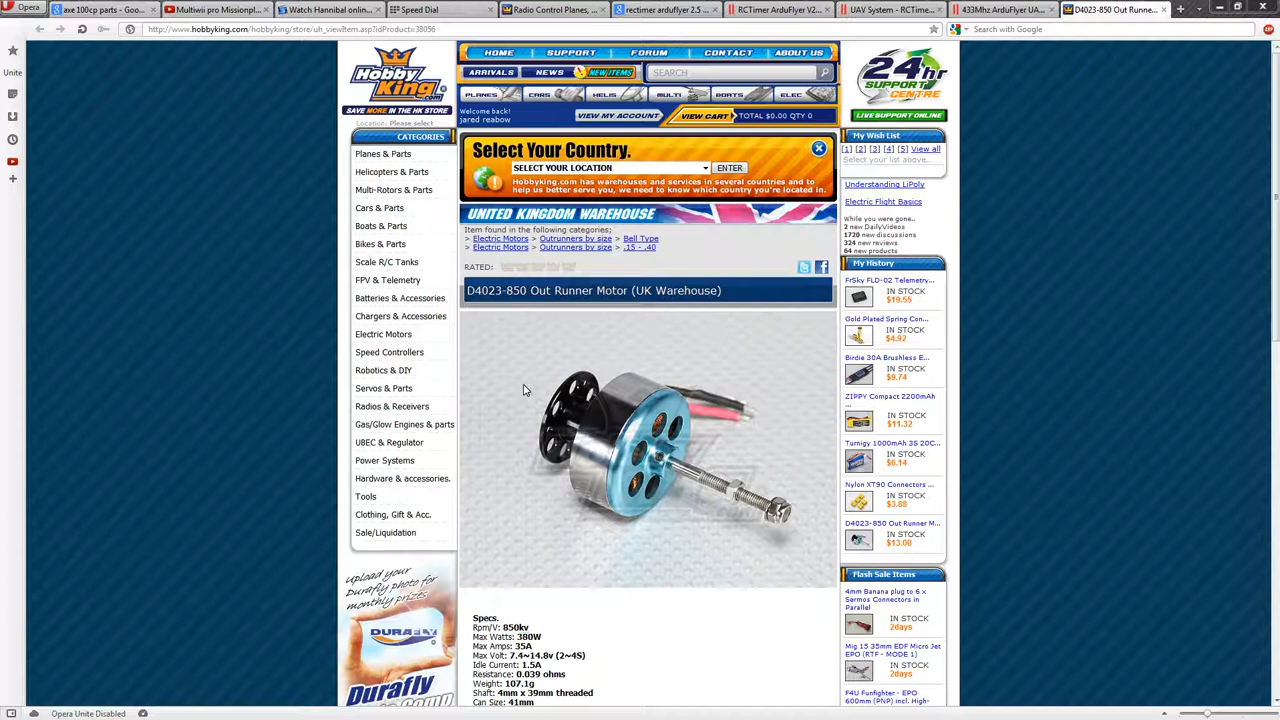 Opera
axe 100cp parts - Goo...
Multiwii pro Missionpl...
Watch Hannibal onlin...
Speed Dial
Radio Control Planes, ...
rectimer arduflyer 2.5 ...
RCTimer ArduFlyer V2...
UAV System - RCTime...
433Mhz ArduFlyer UA...
D4023-850 Out Runne...
Web
www.hobbyking.com/hobbyking/store/uh_viewItem.asp?idProduct=38056
Search with Google
Unite
Hobby King .com
SAVE MORE IN THE HK STORE
Location: Please select
HOME SUPPORT FORUM CONTACT ABOUT US
ARRIVALS NEWS NEW ITEMS SEARCH
PLANES CARS HELIS MULTI BOATS ELEC
Welcome back!
jared reabow
VIEW MY ACCOUNT VIEW CART TOTAL $0.00 QTY 0
24hr
SUPPORT
CENTRE
LIVE SUPPORT ONLINE
CATEGORIES
Planes & Parts
Helicopters & Parts
Multi-Rotors & Parts
Cars & Parts
Boats & Parts
Bikes & Parts
Scale R/C Tanks
FPV & Telemetry
Batteries & Accessories
Chargers & Accessories
Electric Motors
Speed Controllers
Robotics & DIY
Servos & Parts
Radios & Receivers
Gas/Glow Engines & parts
UBEC & Regulator
Power Systems
Hardware & accessories.
Tools
Clothing, Gift & Acc.
Sale/Liquidation
upload your
Durafly photo for
monthly prizes
DURAFLY
Durafly
Select Your Country.
SELECT YOUR LOCATION ENTER
Hobbyking.com has warehouses and services in several countries and to
help us better serve you, we need to know which country you're located in.
UNITED KINGDOM WAREHOUSE
Item found in the following categories;
> Electric Motors > Outrunners by size > Bell Type
> Electric Motors > Outrunners by size > .15 - .40
RATED:
D4023-850 Out Runner Motor (UK Warehouse)
Specs.
Rpm/V: 850kv
Max Watts: 380W
Max Amps: 35A
Max Volt: 7.4~14.8v (2~4S)
Idle Current: 1.5A
Resistance: 0.039 ohms
Weight: 107.1g
Shaft: 4mm x 39mm threaded
Can Size: 41mm
My Wish List
[1] [2] [3] [4] [5] View all
Select your list above..
Understanding LiPoly
Electric Flight Basics
While you were gone..
2 new DailyVideos
1720 new discussions
324 new reviews
64 new products
My History
FrSky FLD-02 Telemetry...
IN STOCK
$19.55
Gold Plated Spring Con...
IN STOCK
$4.92
Birdie 30A Brushless E...
IN STOCK
$9.74
ZIPPY Compact 2200mAh
...
IN STOCK
$11.32
Turnigy 1000mAh 3S 20C...
IN STOCK
$6.14
Nylon XT90 Connectors ...
IN STOCK
$3.88
D4023-850 Out Runner M...
IN STOCK
$13.00
Flash Sale Items
4mm Banana plug to 6 x
Sermos Connectors in
Parallel
IN STOCK
2days
Mig 15 35mm EDF Micro Jet
EPO (RTF - MODE 1)
IN STOCK
2days
F4U Funfighter - EPO
600mm (PNP) incl. High-
Opera Unite Disabled